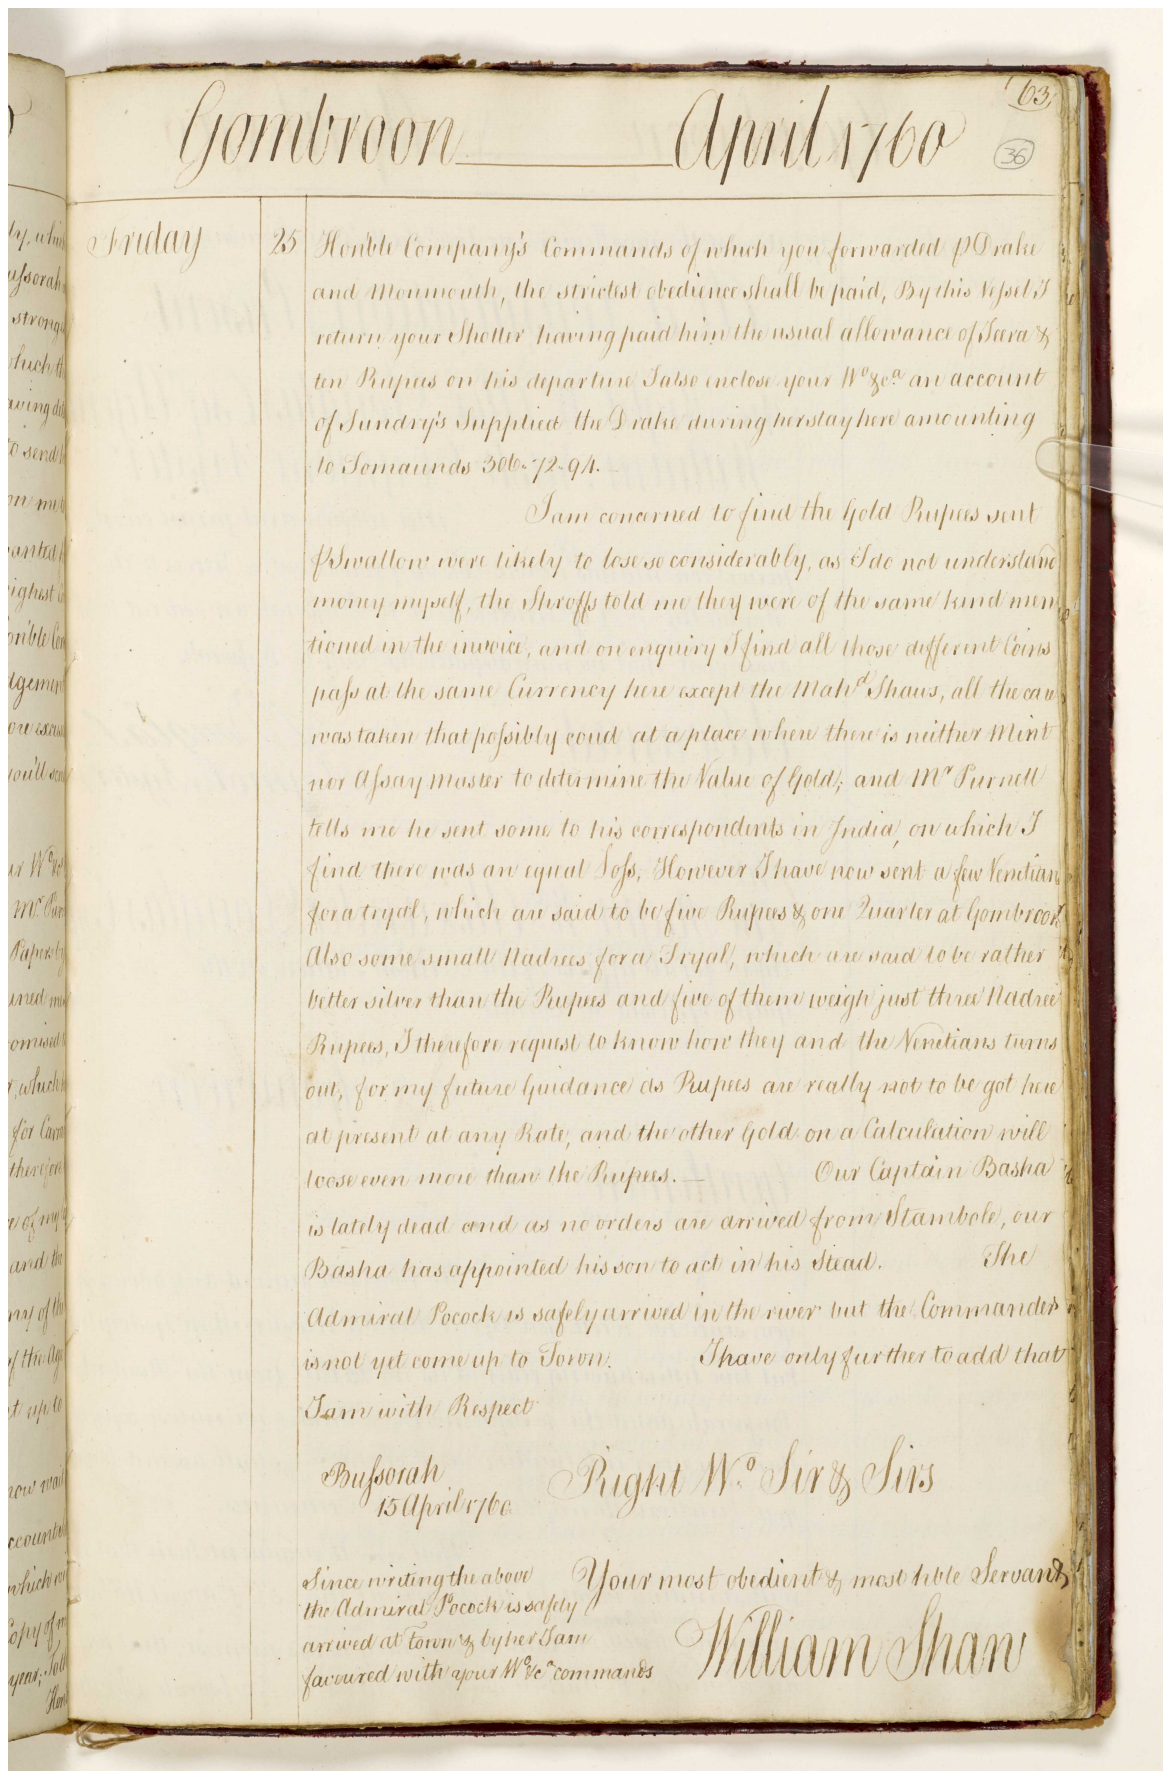 63
Gombroon April 1760
36
Friday 25 Hon'ble Company's Commands of which you forwarded ⅌ Drake
and Monmouth, the strictest obedience shall be paid, By this Vessel I
return your Shotter having paid him the usual allowance of Jeera &
ten Rupees on his departure I also enclose your Wo. &ca. an account
of Sundry's Supplied the Drake during her stay here amounting
to Tomaunds 306.72.94.
I am concerned to find the Gold Rupees sent
⅌ Swallow were likely to lose so considerably, as I do not understand
money myself, the Shroffs told me they were of the same kind men
tioned in the invoice, and on enquiry I find all those different Coins
pass at the same Currency here except the Mahd. Shaus, all the care
was taken that possibly coud at a place where there is neither Mint
nor Assay Master to determine the Value of Gold; and Mr Purnell
tells me he sent some to his correspondents in India, on which I
find there was an equal Loss, However I have now sent a few Venetians
for a tryal, which are said to be five Rupees & one Quarter at Gombroon
Also some small Nadrees for a Tryal, which are said to be rather
better silver than the Rupees and five of them weigh just three Nadree
Rupees, I therefore request to know how they and the Venetians turns
out, for my future Guidance as Rupees are really not to be got here
at present at any Rate, and the other Gold on a Calculation will
loose even more than the Rupees. — Our Captain Basha
is lately dead and as no orders are arrived from Stambole, our
Basha has appointed his son to act in his Stead. The
Admiral Pocock is safely arrived in the river but the Commander
is not yet come up to Town. I have only further to add that
I am with Respect
Bussorah Right Wo. Sir & Sirs
15 April 1760
Since writing the above Your most obedient & most hble Servant
the Admiral Pocock is safely
arrived at Town & by her I am William Shaw
favoured with your Wo. &ca commands